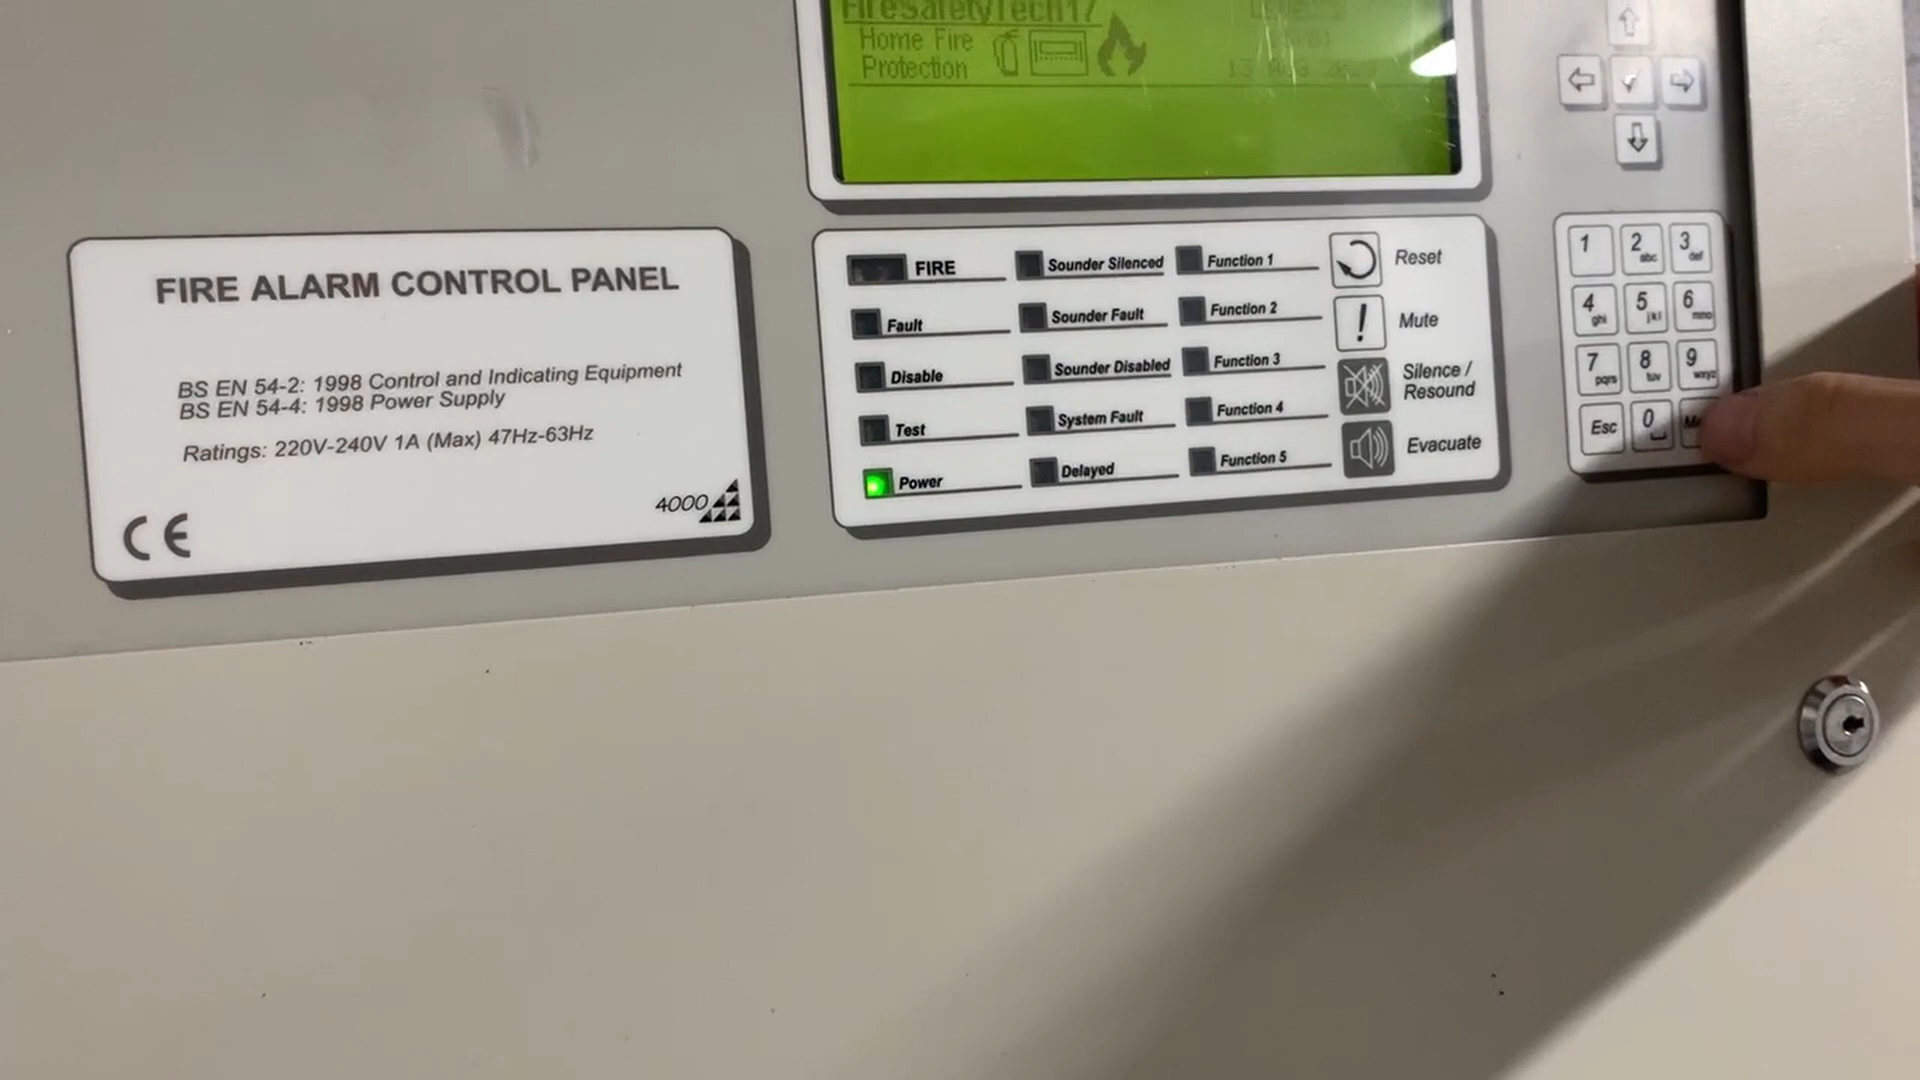 FireSafetyTech17
Home Fire
Protection
FIRE ALARM CONTROL PANEL
BS EN 54-2: 1998 Control and Indicating Equipment
BS EN 54-4: 1998 Power Supply
Ratings: 220V-240V 1A (Max) 47Hz-63Hz
CE
4000
FIRE
Fault
Disable
Test
Power
Sounder Silenced
Sounder Fault
Sounder Disabled
System Fault
Delayed
Function 1
Function 2
Function 3
Function 4
Function 5
Reset
! Mute
Silence /
Resound
Evacuate
1 2 abc 3 def
4 ghi 5 jkl 6 mno
7 pqrs 8 tuv 9 wxyz
Esc 0